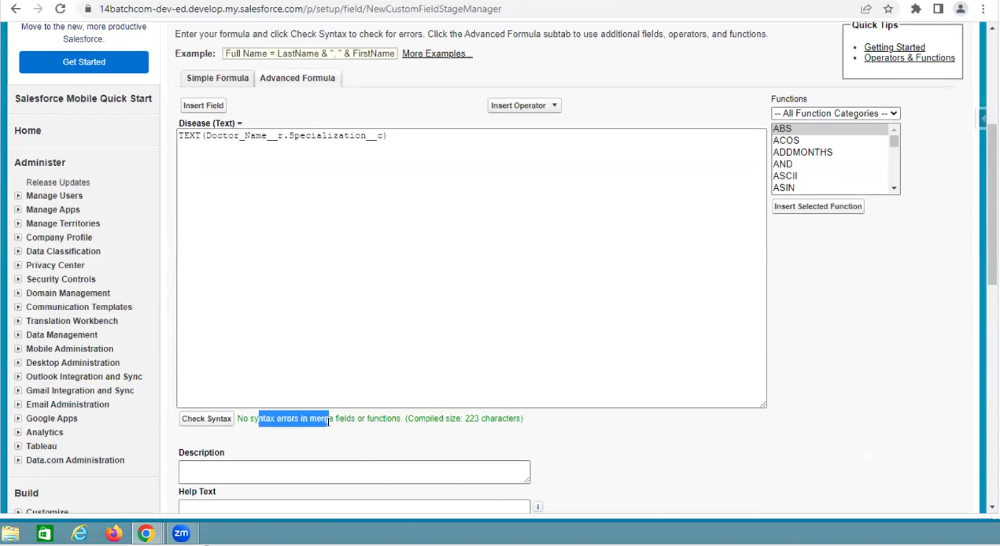 14batchcom-dev-ed.develop.my.salesforce.com/p/setup/field/NewCustomFieldStageManager
Move to the new, more productive
Salesforce.
Get Started
Salesforce Mobile Quick Start
Home
Administer
Release Updates
Manage Users
Manage Apps
Manage Territories
Company Profile
Data Classification
Privacy Center
Security Controls
Domain Management
Communication Templates
Translation Workbench
Data Management
Mobile Administration
Desktop Administration
Outlook Integration and Sync
Gmail Integration and Sync
Email Administration
Google Apps
Analytics
Tableau
Data.com Administration
Build
Customize
Enter your formula and click Check Syntax to check for errors. Click the Advanced Formula subtab to use additional fields, operators, and functions.
Example: Full Name = LastName & ", " & FirstName More Examples...
Quick Tips
• Getting Started
• Operators & Functions
Simple Formula Advanced Formula
Insert Field Insert Operator
Disease (Text) =
TEXT(Doctor_Name__r.Specialization__c)
Functions
-- All Function Categories --
ABS
ACOS
ADDMONTHS
AND
ASCII
ASIN
Insert Selected Function
Check Syntax No syntax errors in merge fields or functions. (Compiled size: 223 characters)
Description
Help Text
i
zm